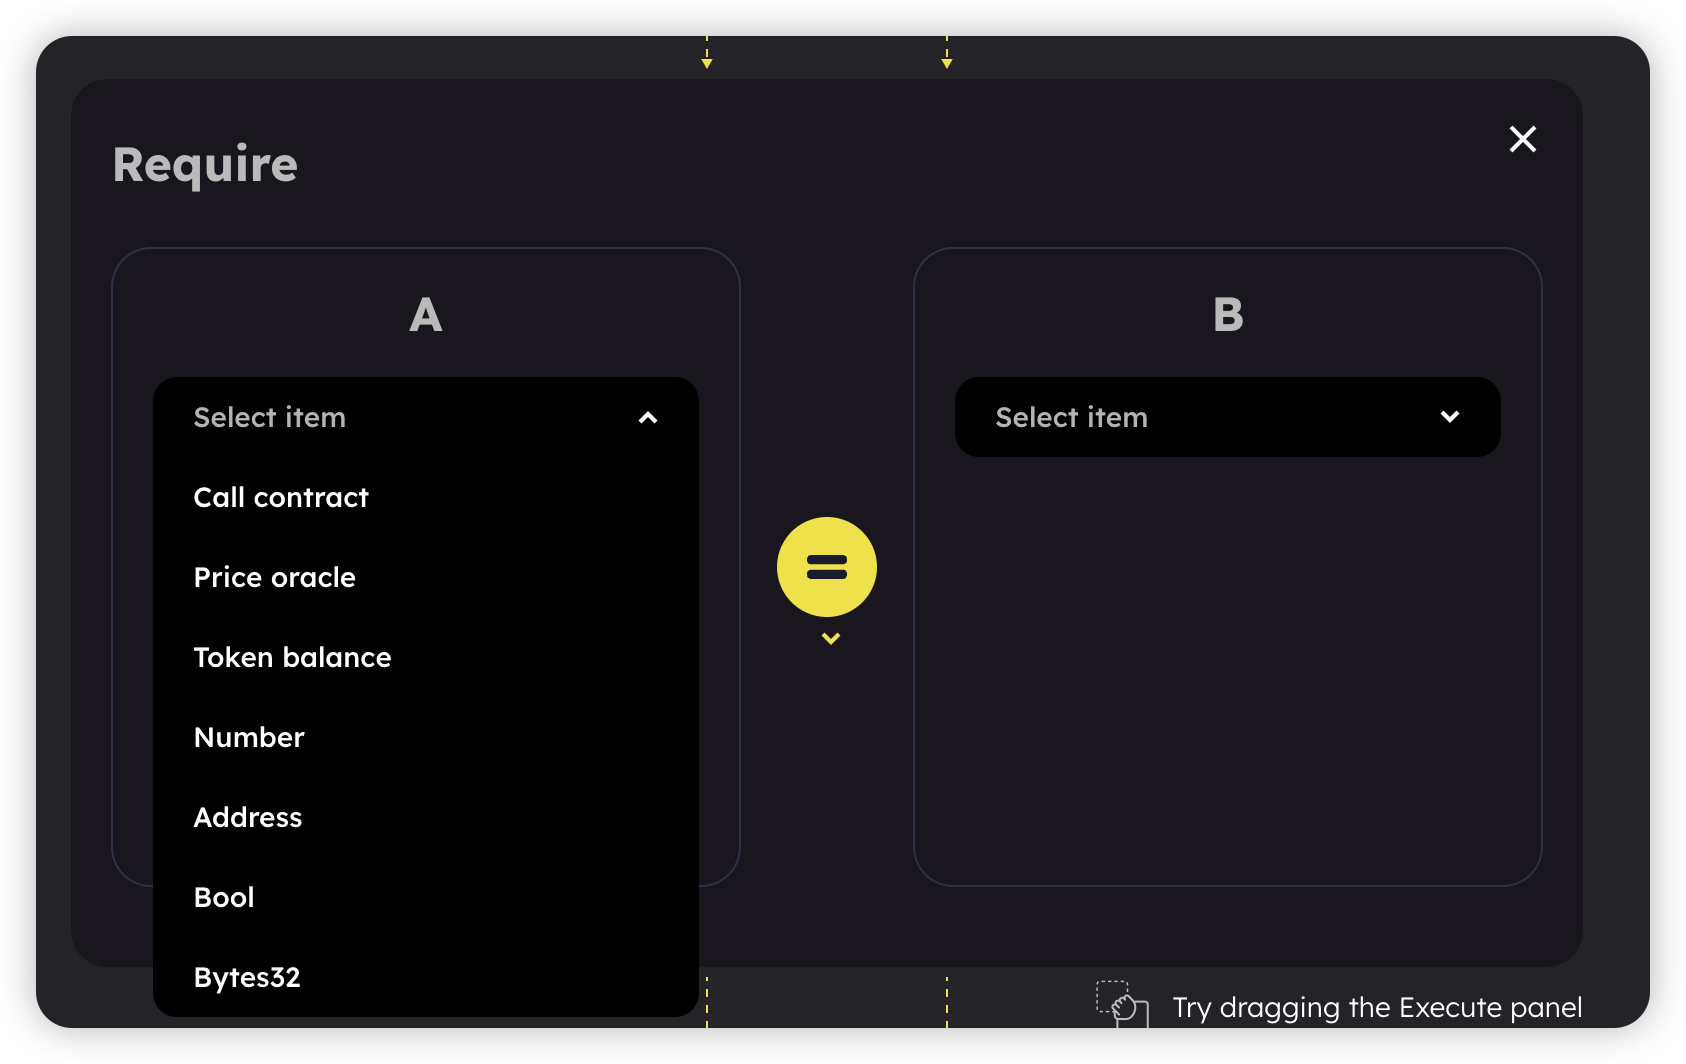 Require
A
Select item
Call contract
Price oracle
Token balance
Number
Address
Bool
Bytes32
=
B
Select item
Try dragging the Execute panel